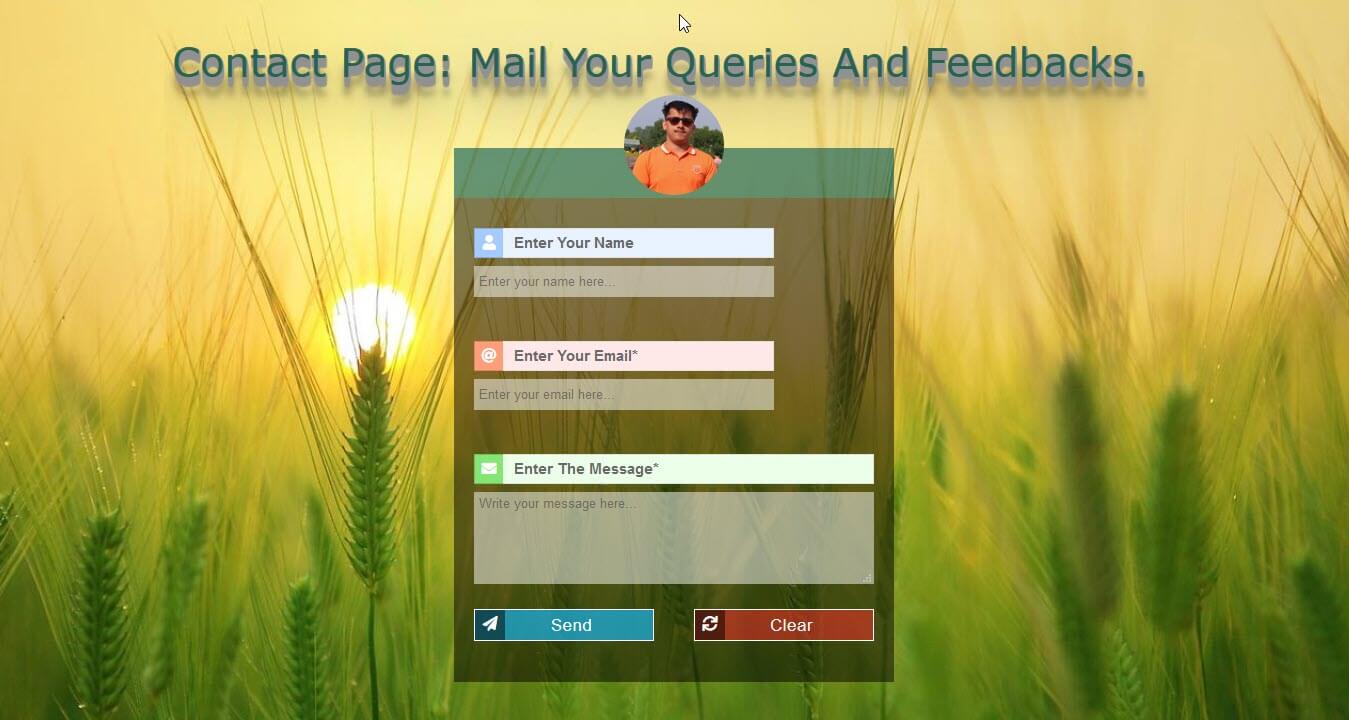 Contact Page: Mail Your Queries And Feedbacks.
Enter Your Name
Enter your name here...
@ Enter Your Email*
Enter your email here...
Enter The Message*
Write your message here...
Send Clear